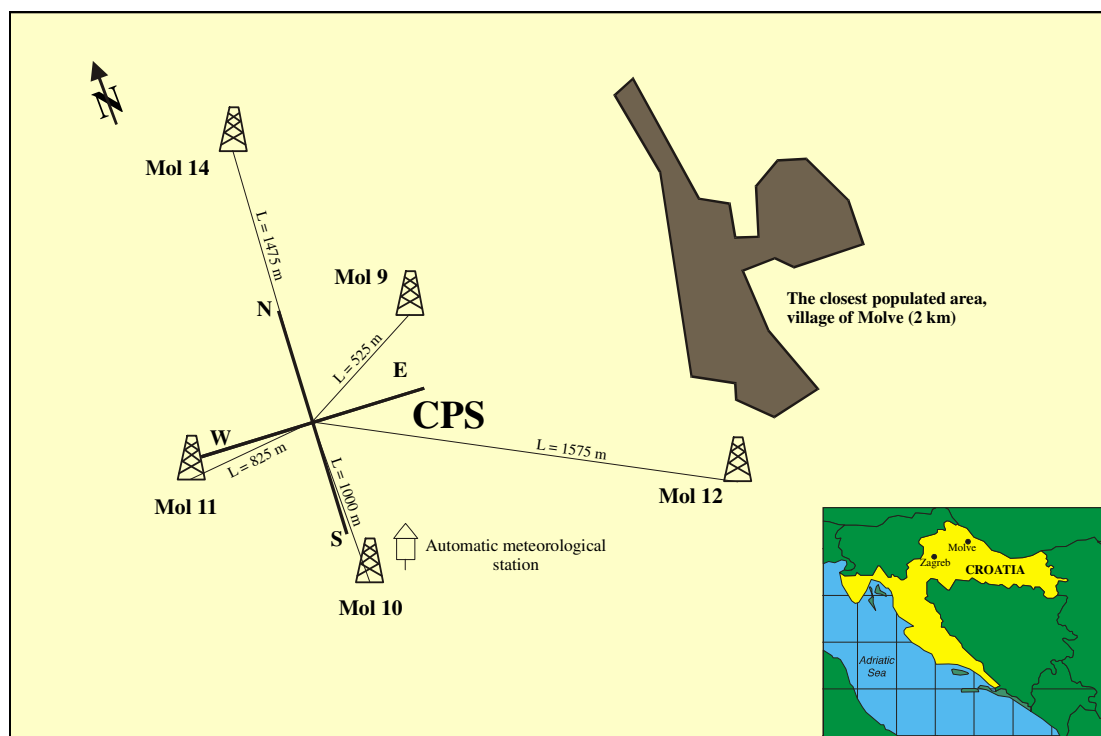 N
Mol 14
L = 1475 m
Mol 9
N
L = 525 m
E
The closest populated area,
village of Molve (2 km)
CPS
W
L = 825 m
L = 1575 m
Mol 11
L = 1000 m
Mol 12
S
Automatic meteorological
station
Mol 10
Molve
Zagreb
CROATIA
Adriatic
Sea